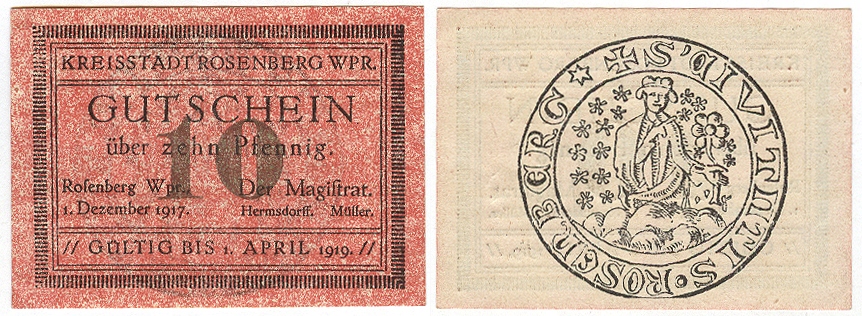 KREISSTADT ROSENBERG WPR.
GUTSCHEIN
über zehn Pfennig.
10
Rosenberg Wpr.,
1. Dezember 1917.
Der Magistrat.
Hermsdorff. Müller.
// GÜLTIG BIS 1. APRIL 1919. //
✠ S'CIVITATIS·ROSENBERG ☆